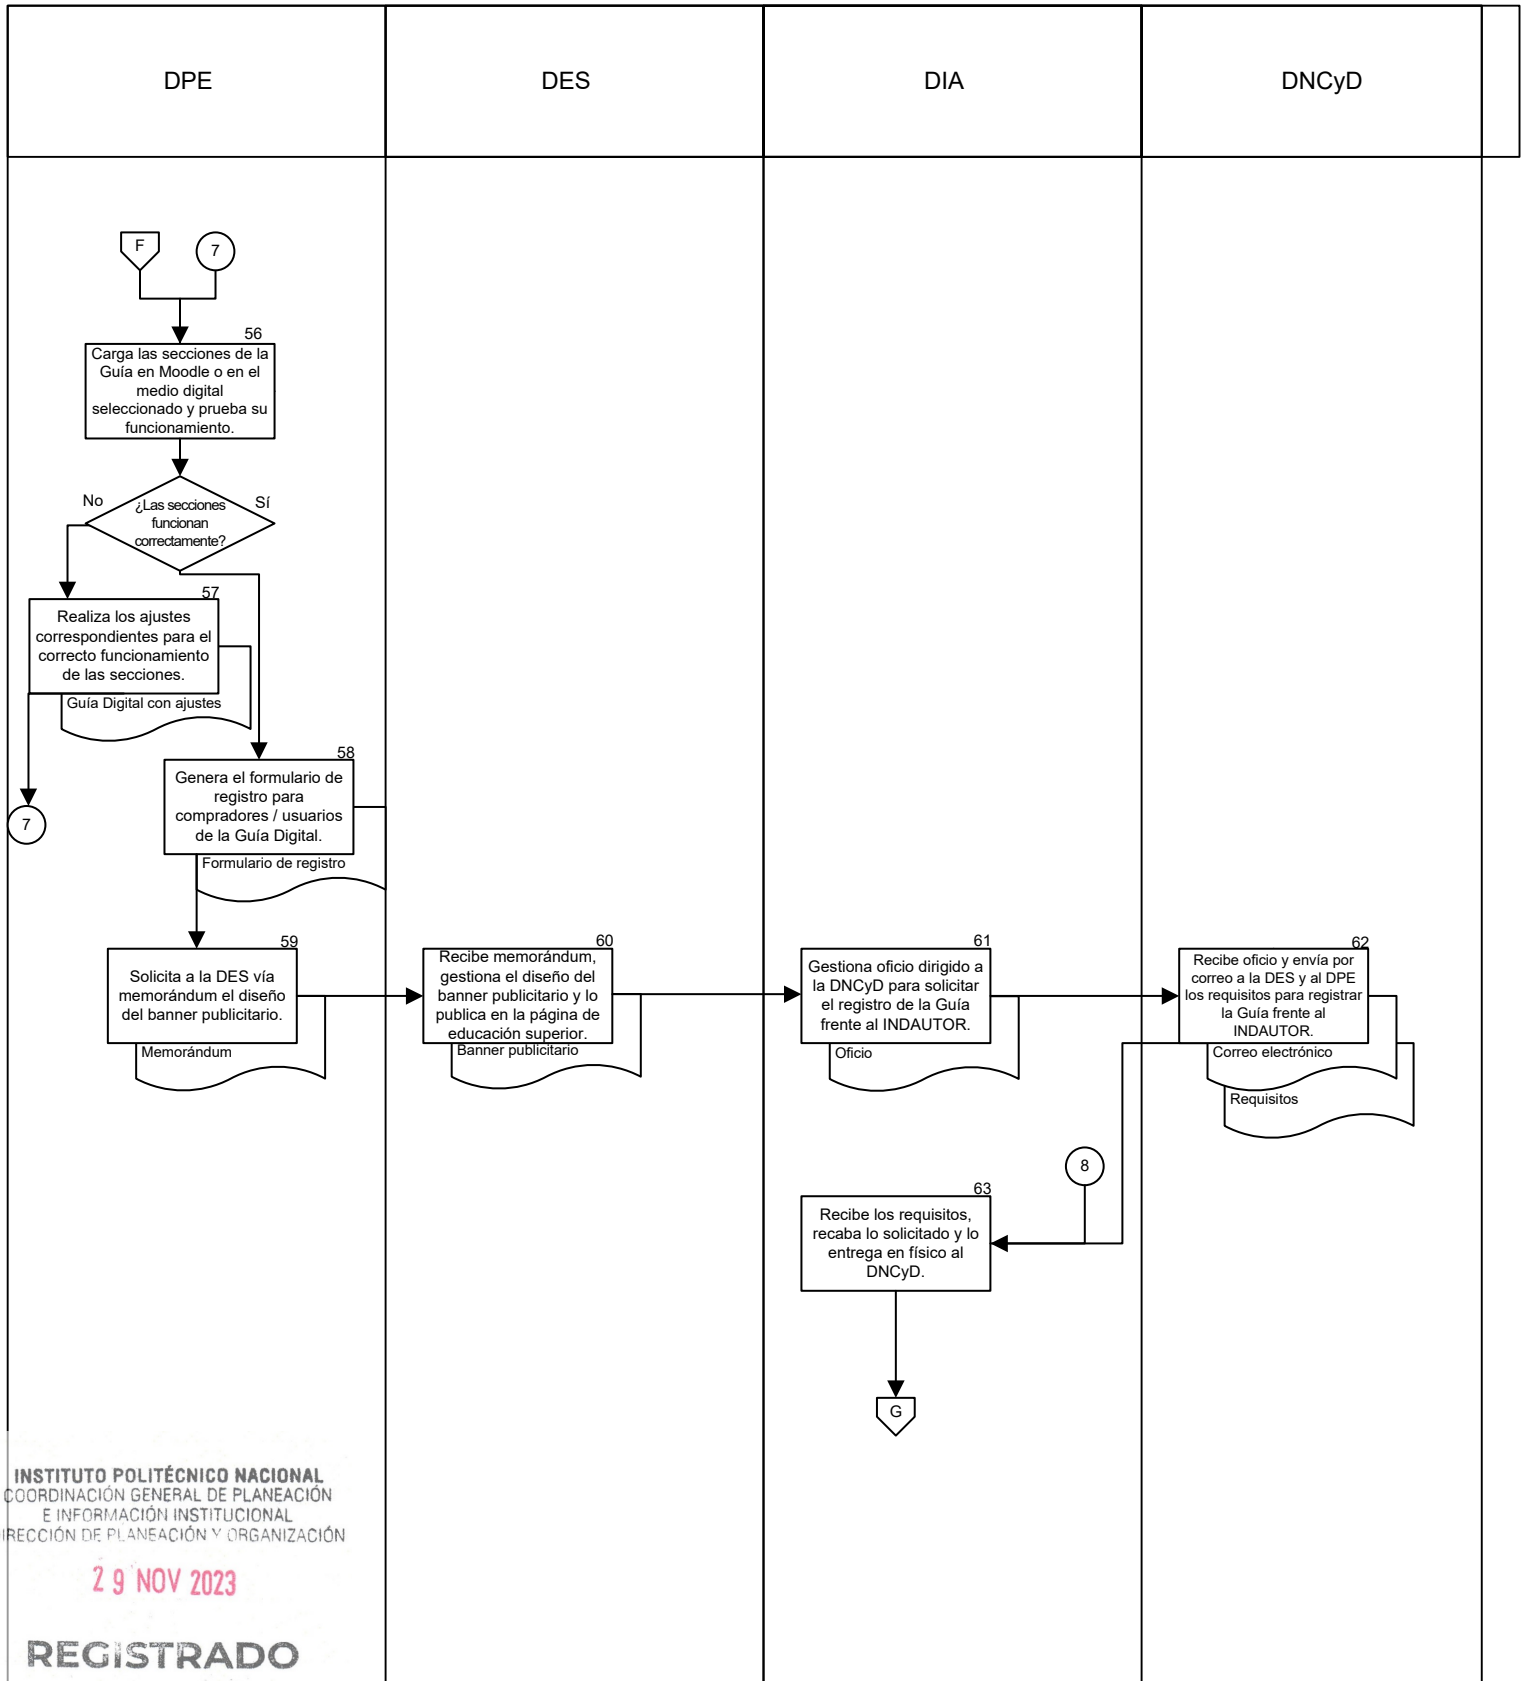 DPE
DES
DIA
DNCyD
F
7
56
Carga las secciones de la
Guía en Moodle o en el
medio digital
seleccionado y prueba su
funcionamiento.
No
Sí
¿Las secciones
funcionan
correctamente?
57
Realiza los ajustes
correspondientes para el
correcto funcionamiento
de las secciones.
Guía Digital con ajustes
7
58
Genera el formulario de
registro para
compradores / usuarios
de la Guía Digital.
Formulario de registro
59
Solicita a la DES vía
memorándum el diseño
del banner publicitario.
Memorándum
60
Recibe memorándum,
gestiona el diseño del
banner publicitario y lo
publica en la página de
educación superior.
Banner publicitario
61
Gestiona oficio dirigido a
la DNCyD para solicitar
el registro de la Guía
frente al INDAUTOR.
Oficio
62
Recibe oficio y envía por
correo a la DES y al DPE
los requisitos para registrar
la Guía frente al
INDAUTOR.
Correo electrónico
Requisitos
8
63
Recibe los requisitos,
recaba lo solicitado y lo
entrega en físico al
DNCyD.
G
INSTITUTO POLITÉCNICO NACIONAL
COORDINACIÓN GENERAL DE PLANEACIÓN
E INFORMACIÓN INSTITUCIONAL
IRECCIÓN DE PLANEACIÓN Y ORGANIZACIÓN
29 NOV 2023
REGISTRADO